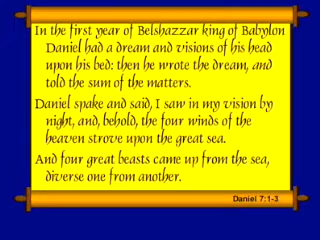 In the first year of Belshazzar king of Babylon
Daniel had a dream and visions of his head
upon his bed: then he wrote the dream, and
told the sum of the matters.
Daniel spake and said, I saw in my vision by
night, and, behold, the four winds of the
heaven strove upon the great sea.
And four great beasts came up from the sea,
diverse one from another.
Daniel 7:1-3